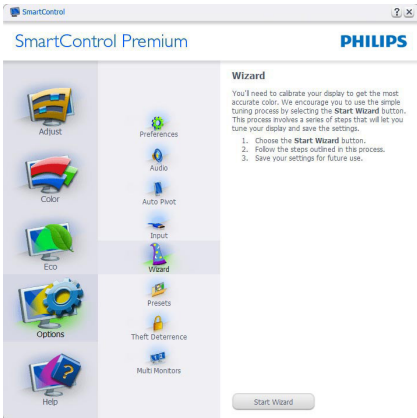 SmartControl
SmartControl Premium
PHILIPS
Adjust
Color
Eco
Options
Help
Preferences
Audio
Auto Pivot
Input
Wizard
Presets
Theft Deterrence
Multi Monitors
Wizard
You'll need to calibrate your display to get the most
accurate color. We encourage you to use the simple
tuning process by selecting the Start Wizard button.
This process involves a series of steps that will let you
tune your display and save the settings.
1. Choose the Start Wizard button.
2. Follow the steps outlined in this process.
3. Save your settings for future use.
Start Wizard